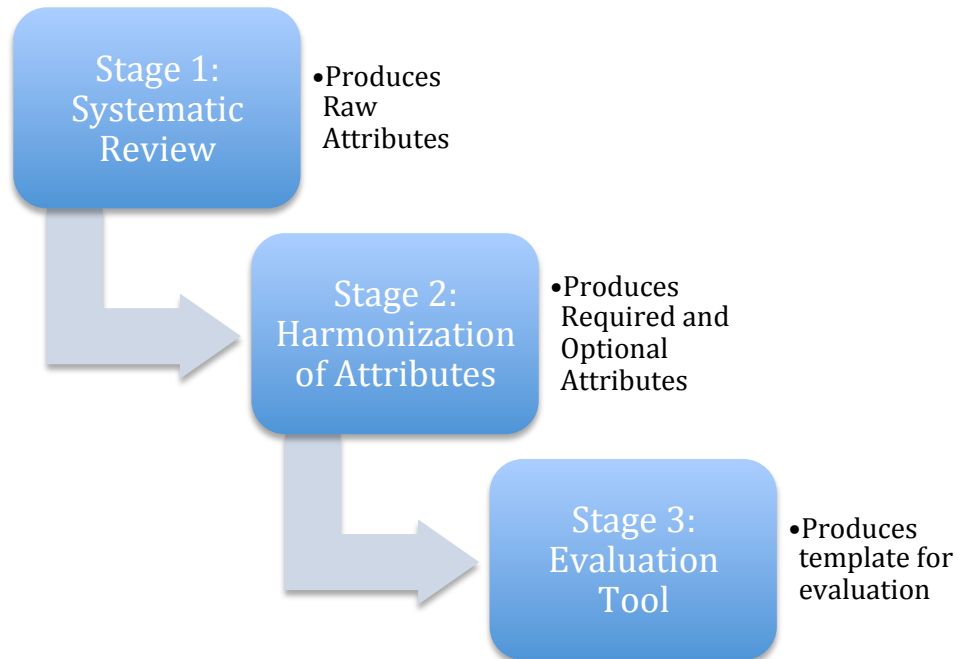 Stage 1:
Systematic
Review
•Produces
Raw
Attributes
Stage 2:
Harmonization
of Attributes
•Produces
Required and
Optional
Attributes
Stage 3:
Evaluation
Tool
•Produces
template for
evaluation